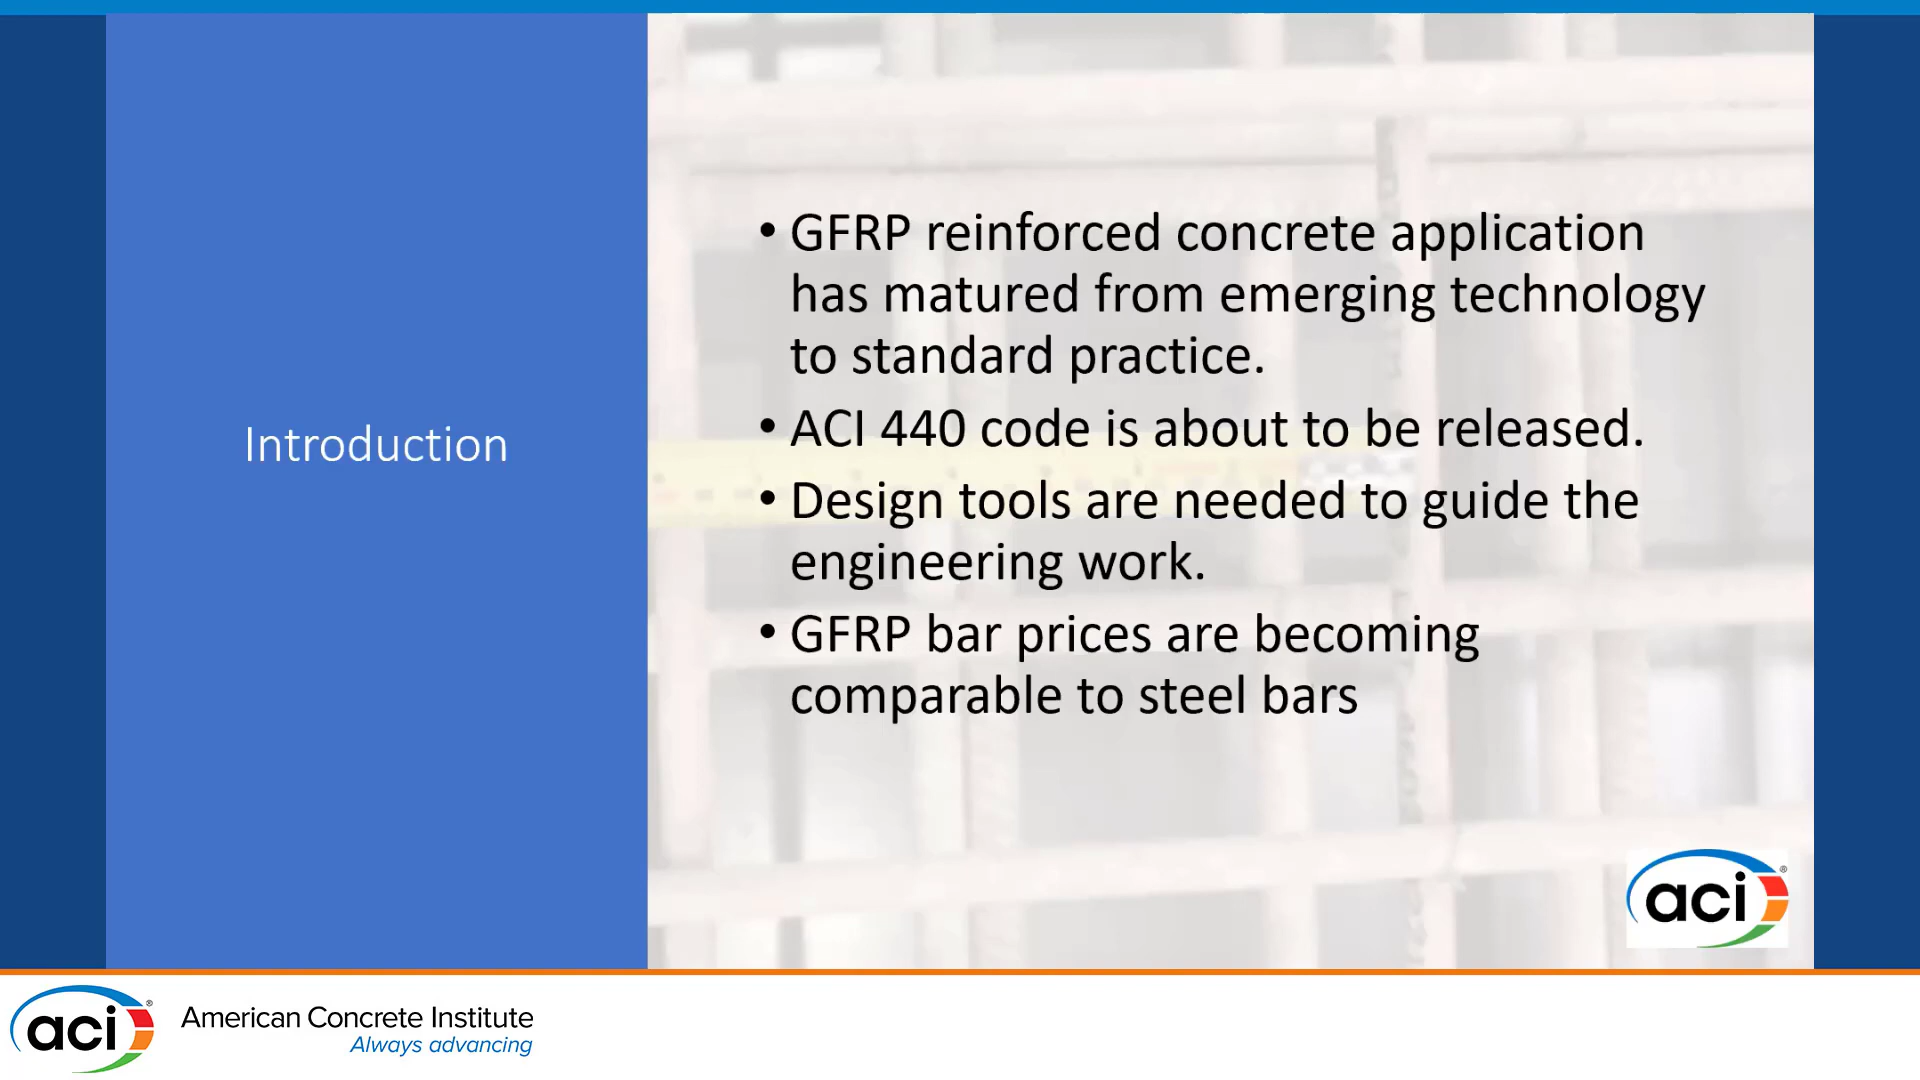 Introduction
• GFRP reinforced concrete application
has matured from emerging technology
to standard practice.
• ACI 440 code is about to be released.
• Design tools are needed to guide the
engineering work.
• GFRP bar prices are becoming
comparable to steel bars
aci®
aci®
American Concrete Institute
Always advancing